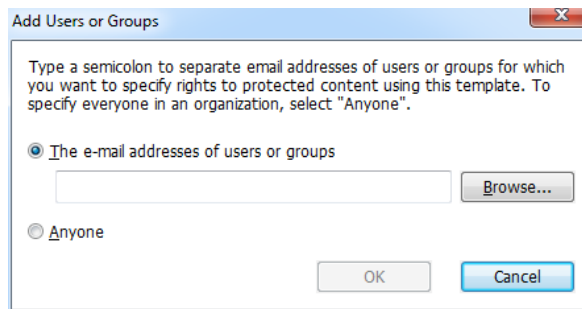 Add Users or Groups
Type a semicolon to separate email addresses of users or groups for which
you want to specify rights to protected content using this template. To
specify everyone in an organization, select "Anyone".
The e-mail addresses of users or groups
Browse...
Anyone
OK Cancel